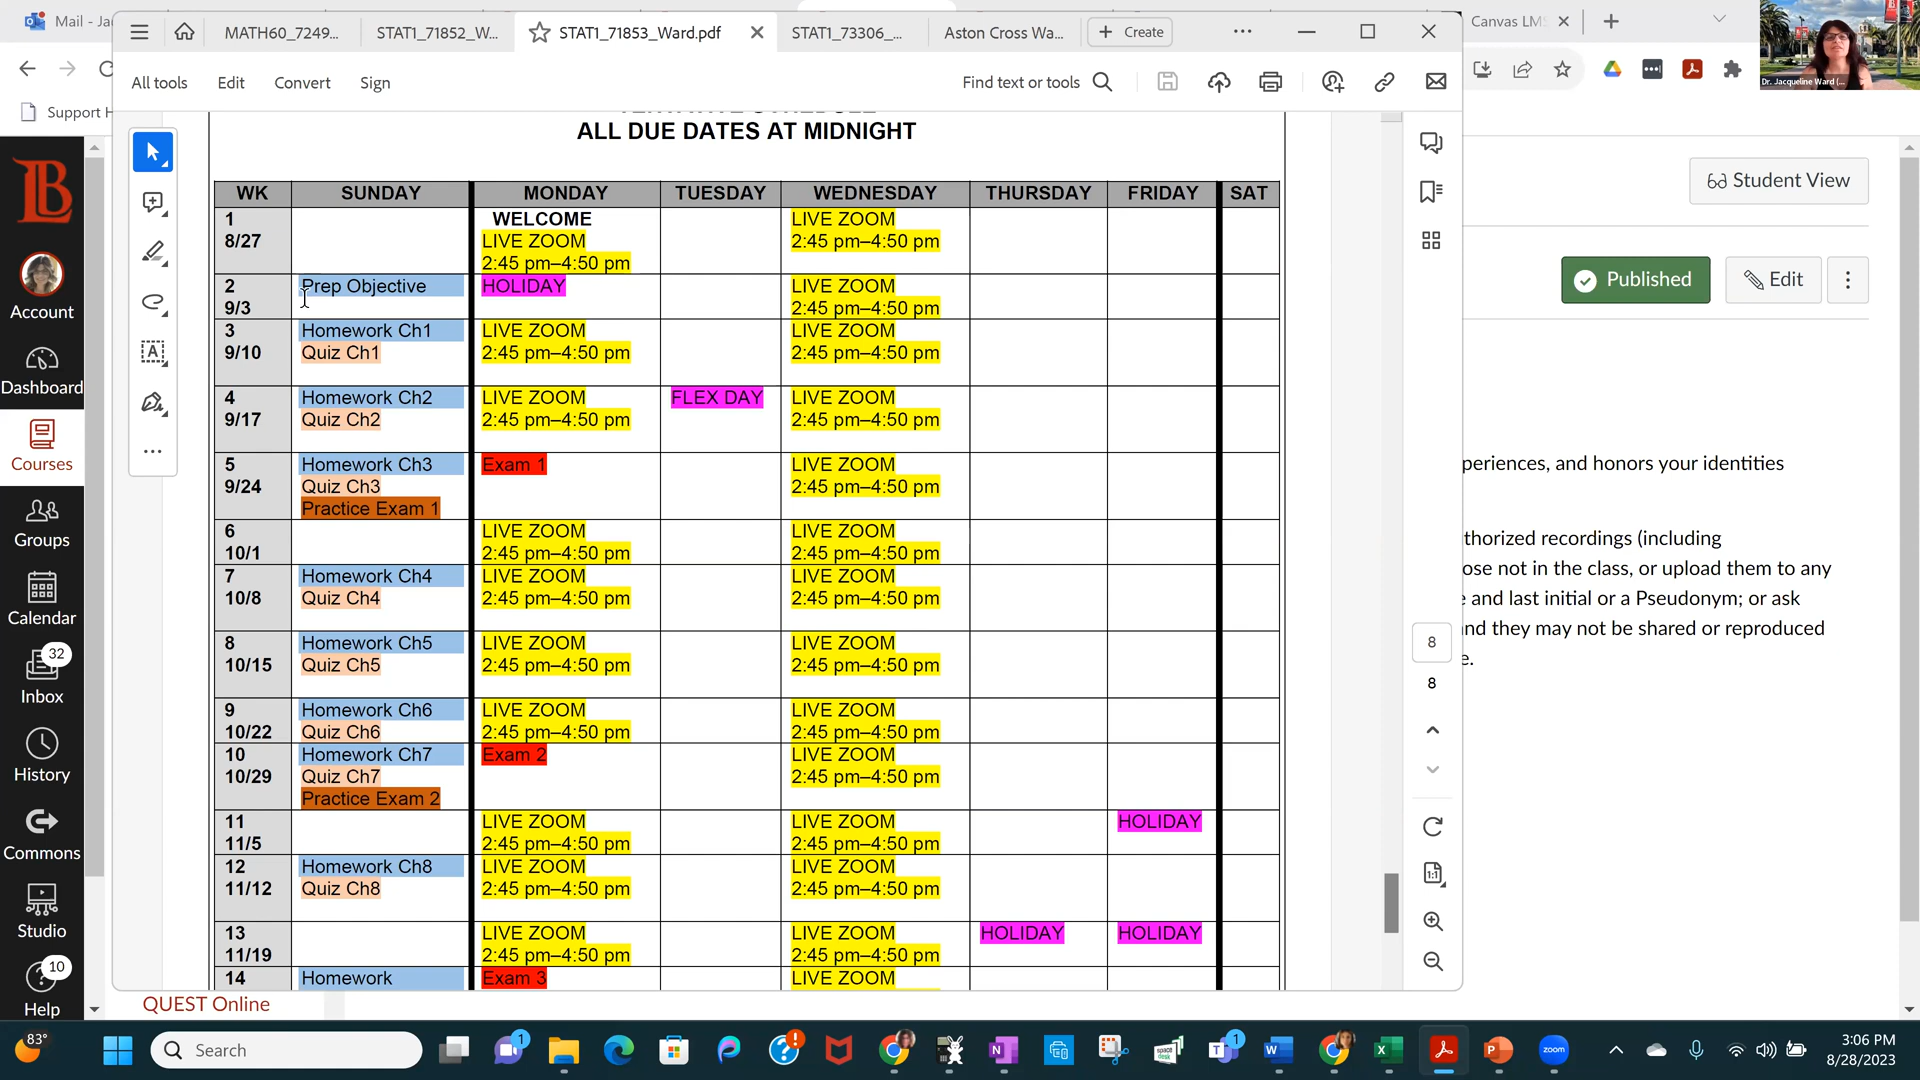 Mail - Ja
Canvas LMS
MATH60_7249...
STAT1_71852_W...
STAT1_71853_Ward.pdf
STAT1_73306_...
Aston Cross Wa...
Create
All tools
Edit
Convert
Sign
Find text or tools
Dr. Jacqueline Ward (...
Support H
ALL DUE DATES AT MIDNIGHT
WK SUNDAY MONDAY TUESDAY WEDNESDAY THURSDAY FRIDAY SAT
1 WELCOME LIVE ZOOM
8/27 LIVE ZOOM 2:45 pm–4:50 pm
2:45 pm–4:50 pm
2 Prep Objective HOLIDAY LIVE ZOOM
9/3 2:45 pm–4:50 pm
3 Homework Ch1 LIVE ZOOM LIVE ZOOM
9/10 Quiz Ch1 2:45 pm–4:50 pm 2:45 pm–4:50 pm
4 Homework Ch2 LIVE ZOOM FLEX DAY LIVE ZOOM
9/17 Quiz Ch2 2:45 pm–4:50 pm 2:45 pm–4:50 pm
5 Homework Ch3 Exam 1 LIVE ZOOM
9/24 Quiz Ch3 2:45 pm–4:50 pm
Practice Exam 1
6 LIVE ZOOM LIVE ZOOM
10/1 2:45 pm–4:50 pm 2:45 pm–4:50 pm
7 Homework Ch4 LIVE ZOOM LIVE ZOOM
10/8 Quiz Ch4 2:45 pm–4:50 pm 2:45 pm–4:50 pm
8 Homework Ch5 LIVE ZOOM LIVE ZOOM
10/15 Quiz Ch5 2:45 pm–4:50 pm 2:45 pm–4:50 pm
9 Homework Ch6 LIVE ZOOM LIVE ZOOM
10/22 Quiz Ch6 2:45 pm–4:50 pm 2:45 pm–4:50 pm
10 Homework Ch7 Exam 2 LIVE ZOOM
10/29 Quiz Ch7 2:45 pm–4:50 pm
Practice Exam 2
11 LIVE ZOOM LIVE ZOOM HOLIDAY
11/5 2:45 pm–4:50 pm 2:45 pm–4:50 pm
12 Homework Ch8 LIVE ZOOM LIVE ZOOM
11/12 Quiz Ch8 2:45 pm–4:50 pm 2:45 pm–4:50 pm
13 LIVE ZOOM LIVE ZOOM HOLIDAY HOLIDAY
11/19 2:45 pm–4:50 pm 2:45 pm–4:50 pm
14 Homework Exam 3 LIVE ZOOM
8
8
1:1
B
Account
Dashboard
Courses
Groups
Calendar
32
Inbox
History
Commons
Studio
10
Help
QUEST Online
Student View
Published
Edit
periences, and honors your identities
thorized recordings (including
ose not in the class, or upload them to any
e and last initial or a Pseudonym; or ask
nd they may not be shared or reproduced
e.
83°
Search
1
1
zoom
3:06 PM
8/28/2023